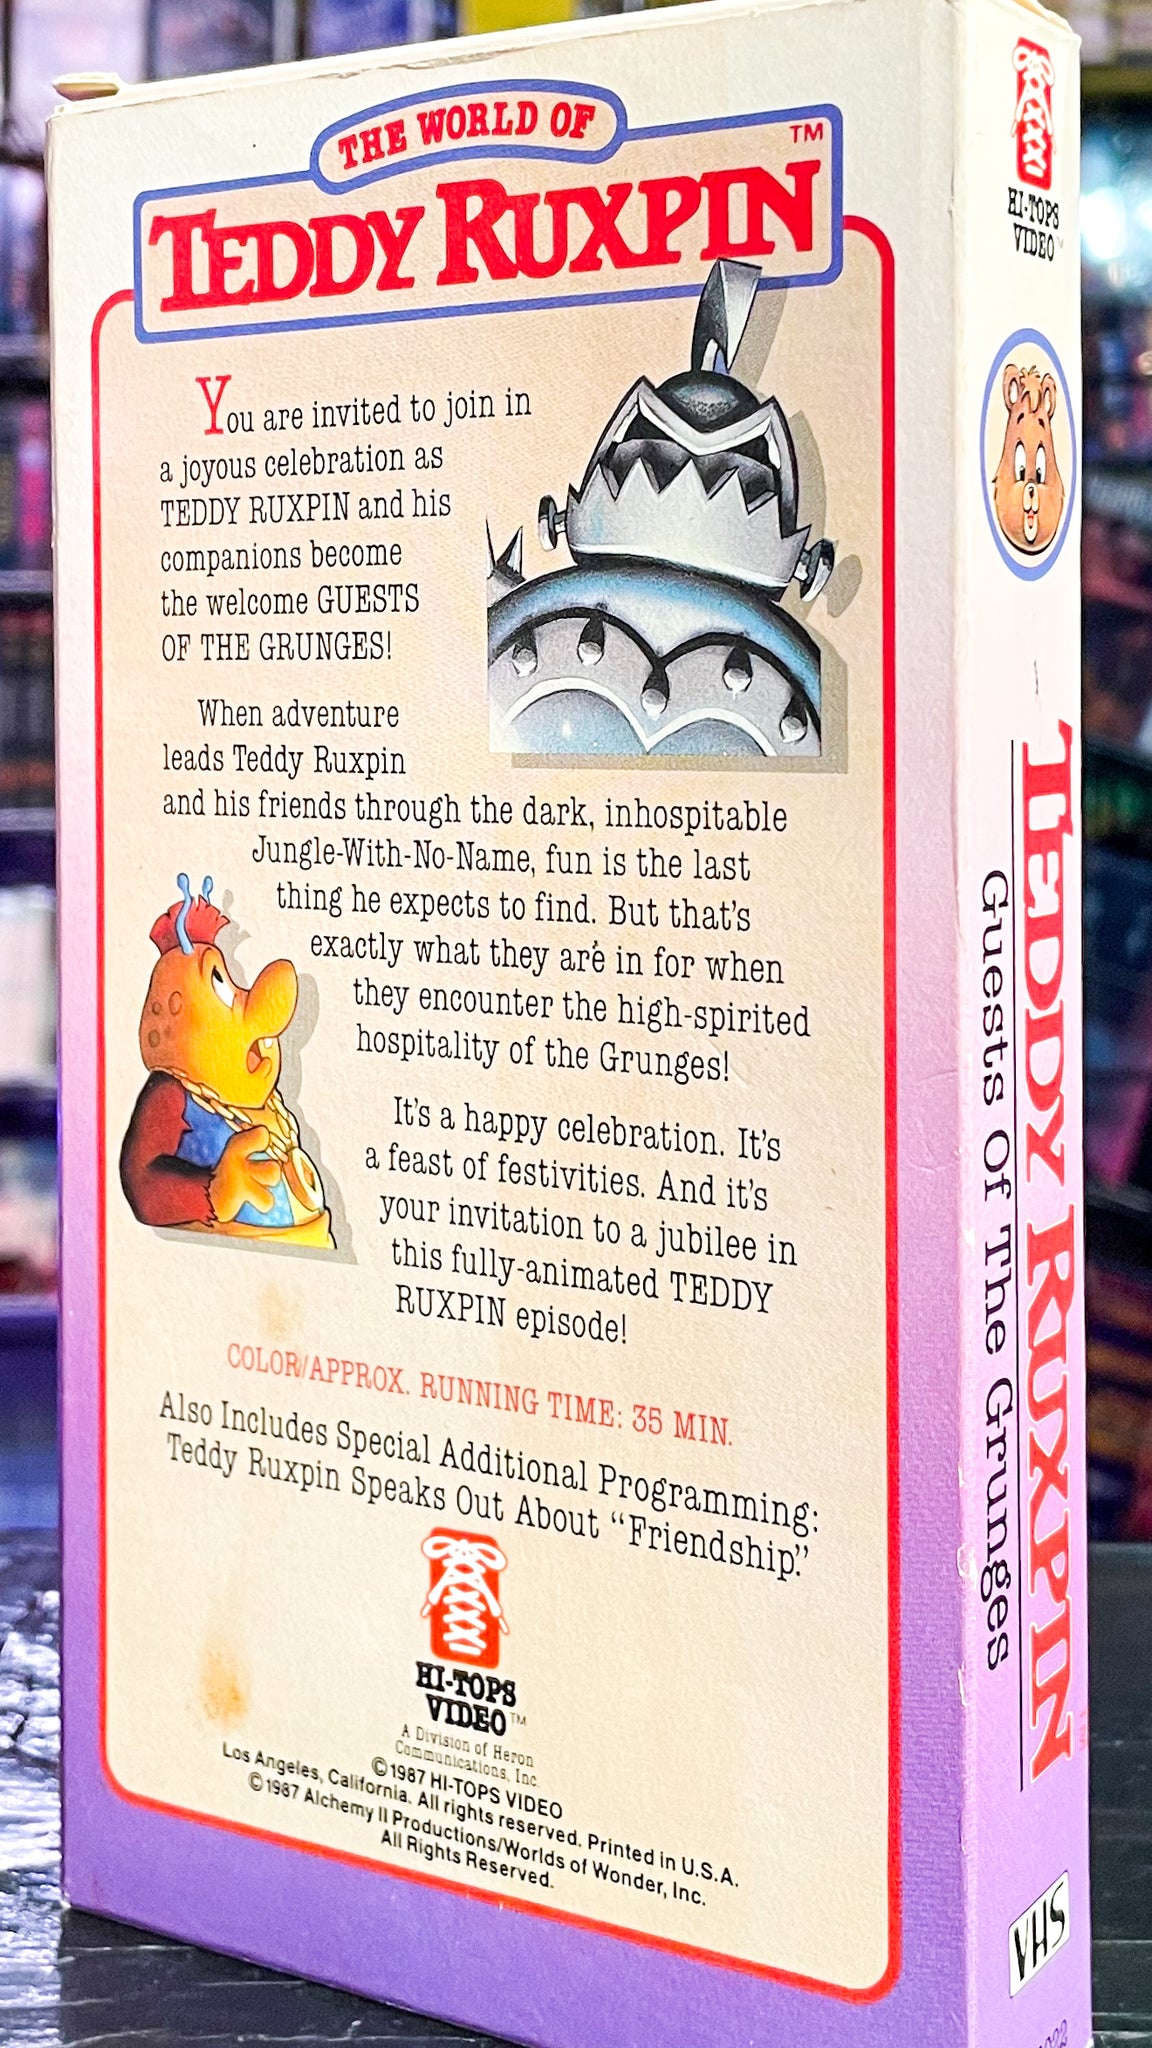 THE WORLD OF
TEDDY RUXPIN™
You are invited to join in
a joyous celebration as
TEDDY RUXPIN and his
companions become
the welcome GUESTS
OF THE GRUNGES!
When adventure
leads Teddy Ruxpin
and his friends through the dark, inhospitable
Jungle-With-No-Name, fun is the last
thing he expects to find. But that's
exactly what they are in for when
they encounter the high-spirited
hospitality of the Grunges!
It's a happy celebration. It's
a feast of festivities. And it's
your invitation to a jubilee in
this fully-animated TEDDY
RUXPIN episode!
COLOR/APPROX. RUNNING TIME: 35 MIN.
Also Includes Special Additional Programming:
Teddy Ruxpin Speaks Out About “Friendship.”
HI-TOPS
VIDEO™
A Division of Heron
Communications, Inc.
©1987 HI-TOPS VIDEO
Los Angeles, California. All rights reserved. Printed in U.S.A.
©1987 Alchemy II Productions/Worlds of Wonder, Inc.
All Rights Reserved.
HI-TOPS
VIDEO™
TEDDY RUXPIN
Guests Of The Grunges
VHS